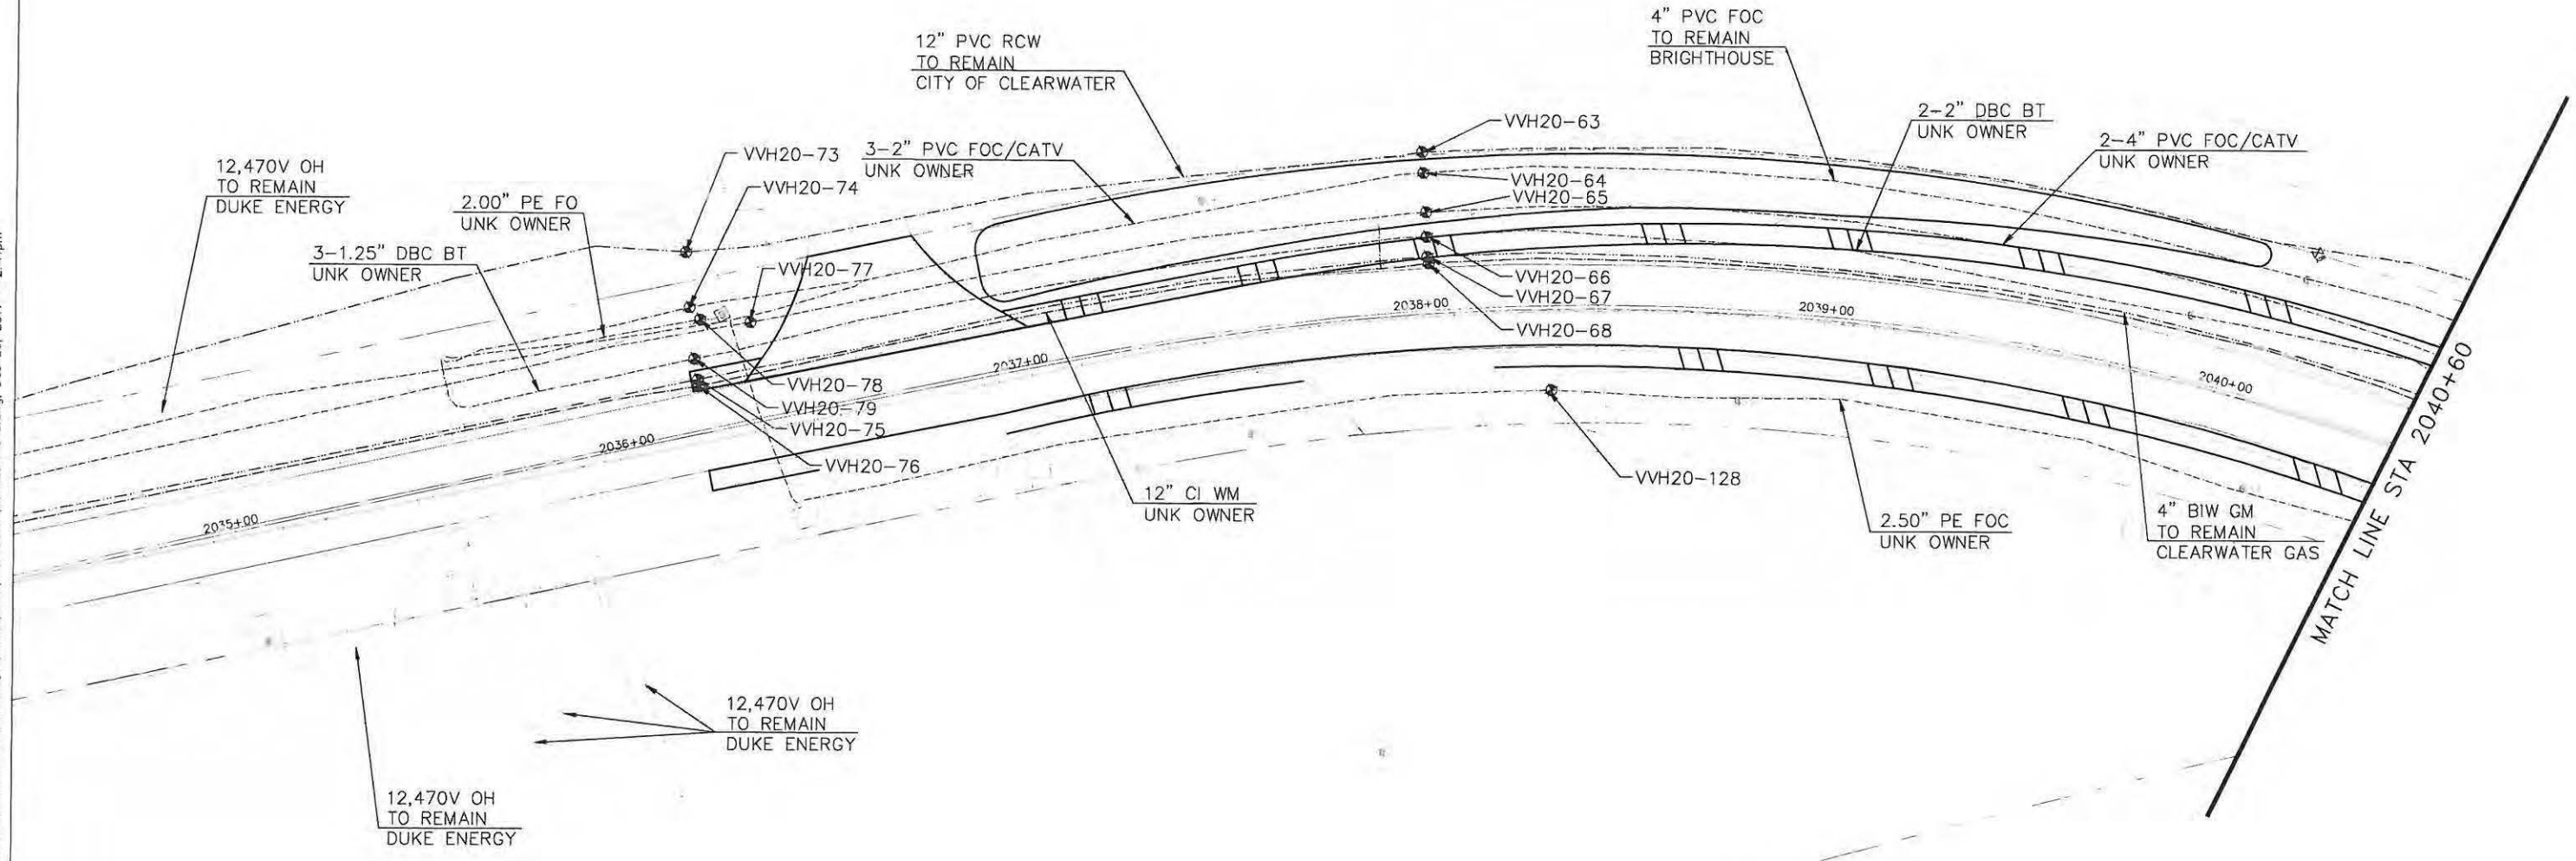 4" PVC FOC
TO REMAIN
BRIGHTHOUSE
12" PVC RCW
TO REMAIN
CITY OF CLEARWATER
2-2" DBC BT
UNK OWNER
2-4" PVC FOC/CATV
UNK OWNER
VVH20-63
VVH20-73
3-2" PVC FOC/CATV
UNK OWNER
12,470V OH
TO REMAIN
DUKE ENERGY
VVH20-74
VVH20-64
VVH20-65
2.00" PE FO
UNK OWNER
3-1.25" DBC BT
UNK OWNER
VVH20-77
VVH20-66
VVH20-67
VVH20-68
2038+00
2039+00
2037+00
2040+00
VVH20-78
VVH20-79
VVH20-75
VVH20-76
2036+00
2035+00
VVH20-128
12" CI WM
UNK OWNER
2.50" PE FOC
UNK OWNER
4" BIW GM
TO REMAIN
CLEARWATER GAS
MATCH LINE STA 2040+60
12,470V OH
TO REMAIN
DUKE ENERGY
12,470V OH
TO REMAIN
DUKE ENERGY